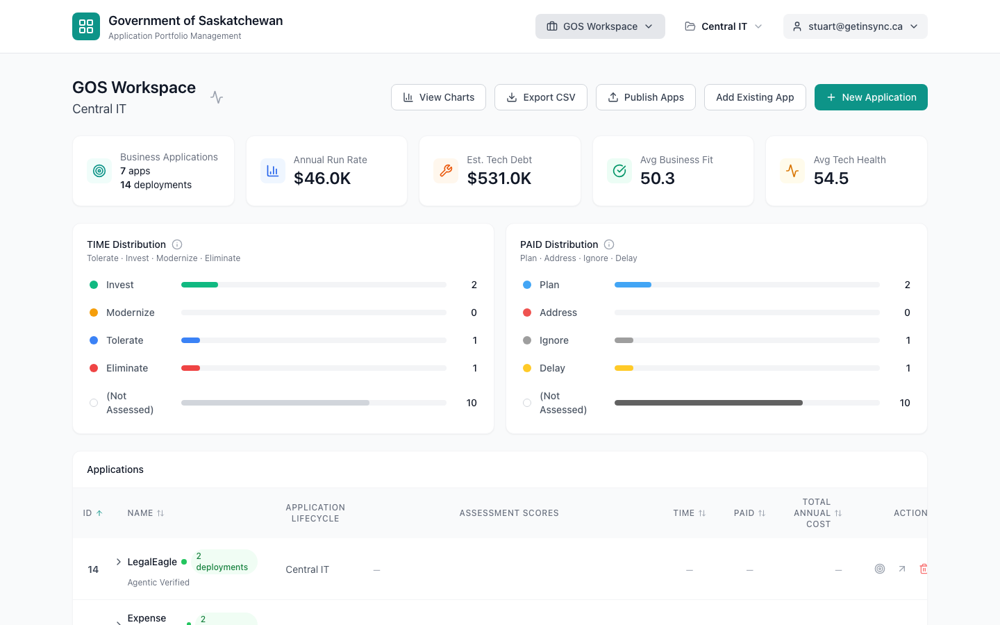 Government of Saskatchewan
Application Portfolio Management
GOS Workspace
Central IT
stuart@getinsync.ca
GOS Workspace
Central IT
View Charts
Export CSV
Publish Apps
Add Existing App
New Application
Business Applications
7 apps
14 deployments
Annual Run Rate
$46.0K
Est. Tech Debt
$531.0K
Avg Business Fit
50.3
Avg Tech Health
54.5
TIME Distribution
Tolerate · Invest · Modernize · Eliminate
Invest 2
Modernize 0
Tolerate 1
Eliminate 1
(Not
Assessed) 10
PAID Distribution
Plan · Address · Ignore · Delay
Plan 2
Address 0
Ignore 1
Delay 1
(Not
Assessed) 10
Applications
ID
NAME
APPLICATION
LIFECYCLE
ASSESSMENT SCORES
TIME
PAID
TOTAL
ANNUAL
COST
ACTION
14
LegalEagle
2
deployments
Agentic Verified
Central IT
—
—
—
—
Expense
2